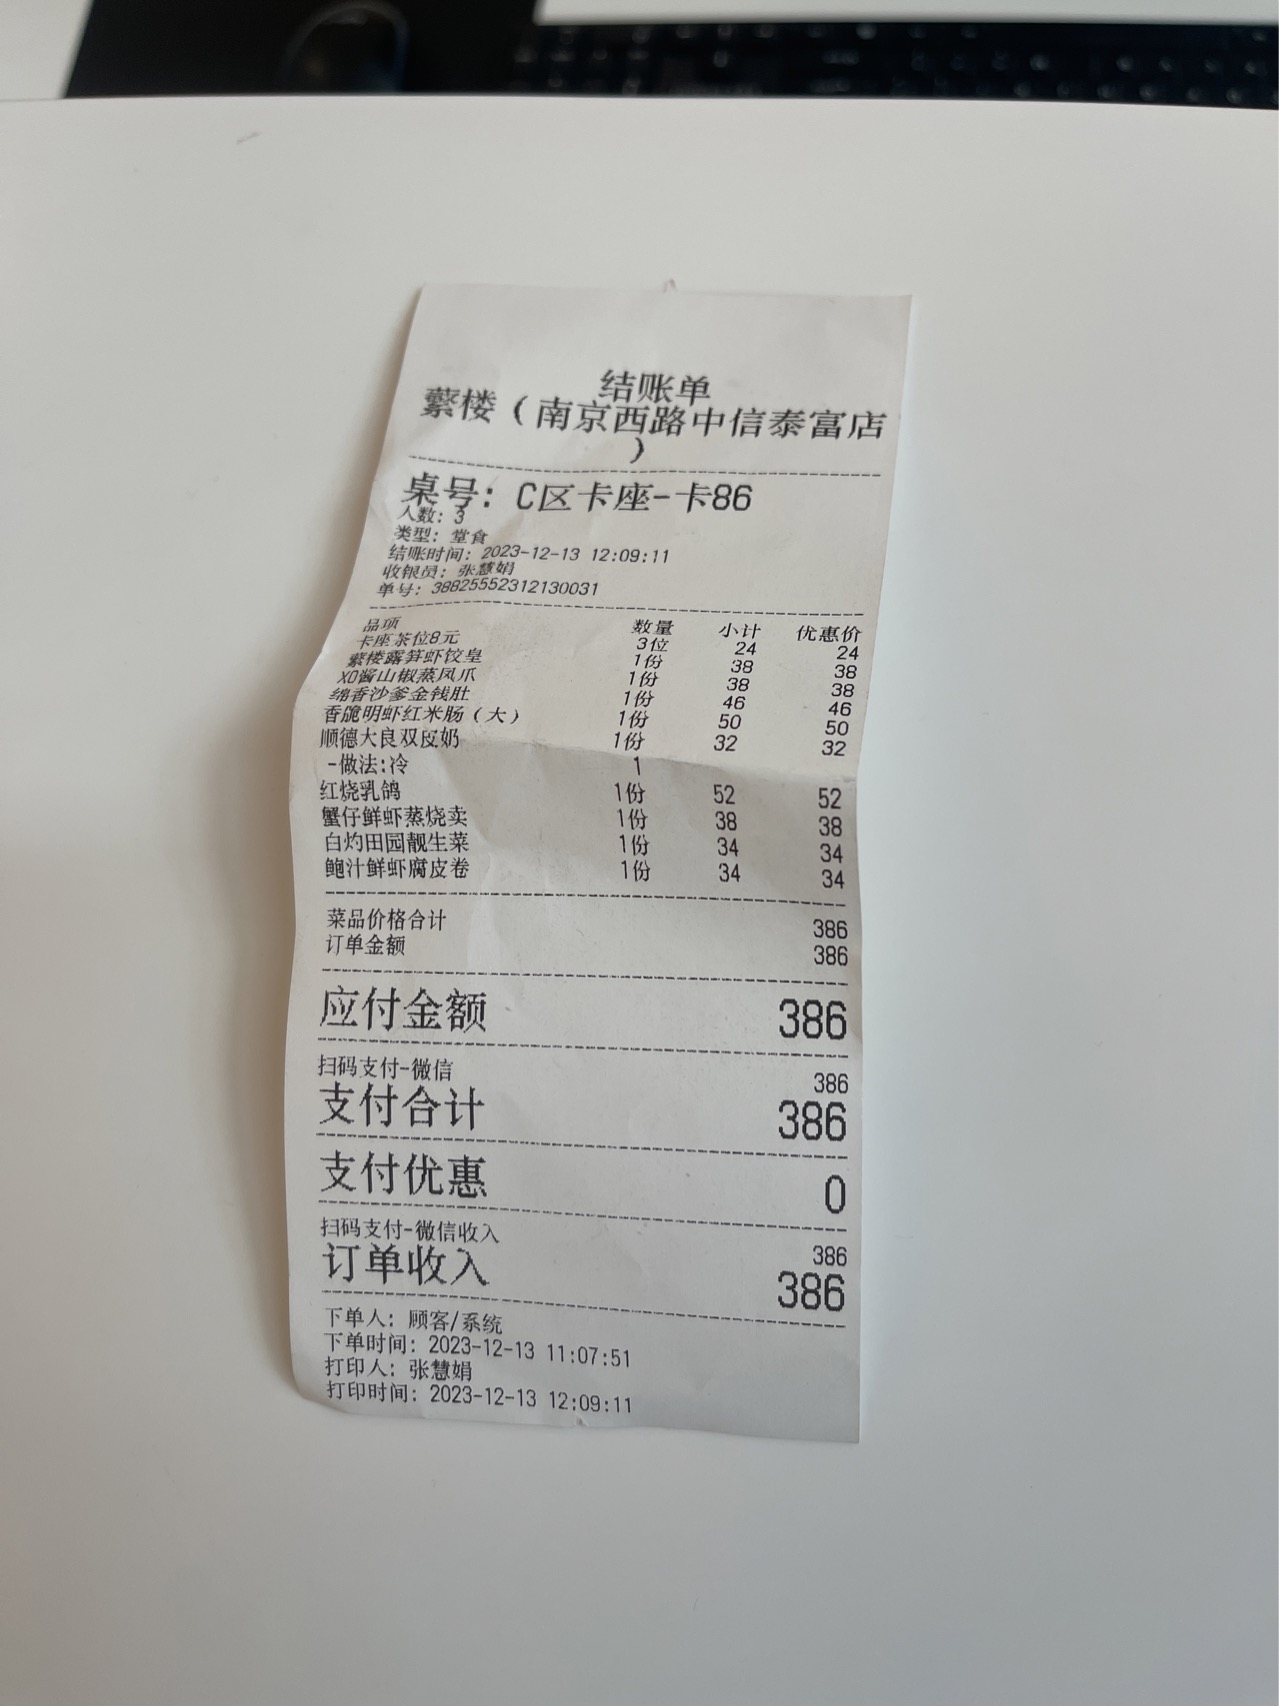 结账单
蘩楼（南京西路中信泰富店
）
桌号：C区卡座-卡86
人数：3
类型：堂食
结账时间：2023-12-13 12:09:11
收银员：张慧娟
单号：38825552312130031
品项 数量 小计 优惠价
卡座茶位8元 3位 24 24
蘩楼露笋虾饺皇 1份 38 38
XO酱山椒蒸凤爪 1份 38 38
绵香沙爹金钱肚 1份 46 46
香脆明虾红米肠（大） 1份 50 50
顺德大良双皮奶 1份 32 32
-做法:冷 1
红烧乳鸽 1份 52 52
蟹仔鲜虾蒸烧卖 1份 38 38
白灼田园靓生菜 1份 34 34
鲍汁鲜虾腐皮卷 1份 34 34
菜品价格合计 386
订单金额 386
应付金额 386
扫码支付-微信 386
支付合计 386
支付优惠 0
扫码支付-微信收入 386
订单收入 386
下单人：顾客/系统
下单时间：2023-12-13 11:07:51
打印人：张慧娟
打印时间：2023-12-13 12:09:11